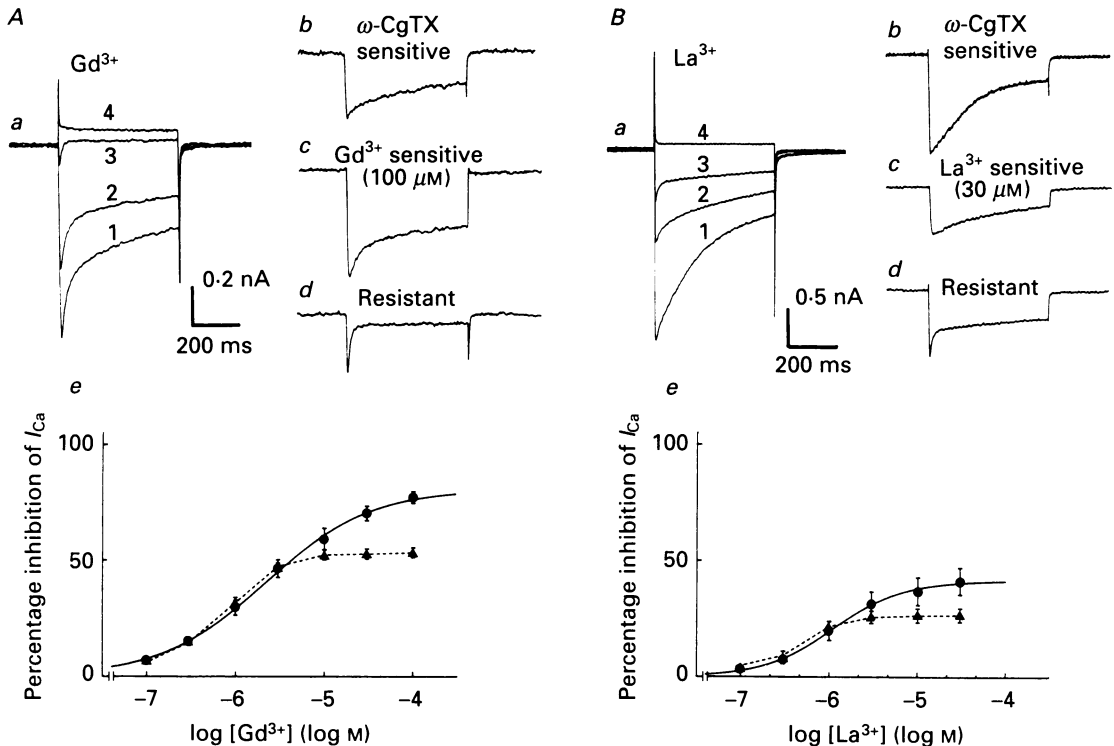 A
a
Gd³⁺
4
3
2
1
0·2 nA
200 ms
b
ω-CgTX
sensitive
c
Gd³⁺ sensitive
(100 μM)
d
Resistant
e
Percentage inhibition of I_Ca
100
50
0
−7
−6
−5
−4
log [Gd³⁺] (log M)
B
a
La³⁺
4
3
2
1
0·5 nA
200 ms
b
ω-CgTX
sensitive
c
La³⁺ sensitive
(30 μM)
d
Resistant
e
Percentage inhibition of I_Ca
100
50
0
−7
−6
−5
−4
log [La³⁺] (log M)